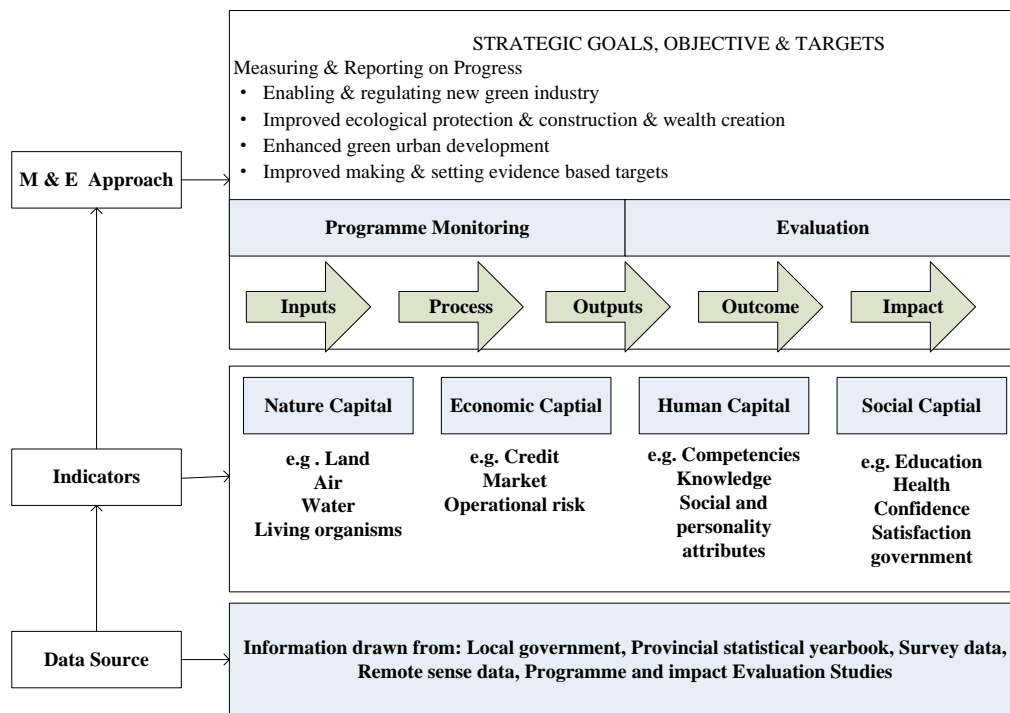 STRATEGIC GOALS, OBJECTIVE & TARGETS
Measuring & Reporting on Progress
• Enabling & regulating new green industry
• Improved ecological protection & construction & wealth creation
• Enhanced green urban development
• Improved making & setting evidence based targets
M & E Approach
Programme Monitoring
Evaluation
Inputs
Process
Outputs
Outcome
Impact
Indicators
Nature Capital
e.g . Land
Air
Water
Living organisms
Economic Captial
e.g. Credit
Market
Operational risk
Human Capital
e.g. Competencies
Knowledge
Social and
personality
attributes
Social Captial
e.g. Education
Health
Confidence
Satisfaction
government
Data Source
Information drawn from: Local government, Provincial statistical yearbook, Survey data,
Remote sense data, Programme and impact Evaluation Studies